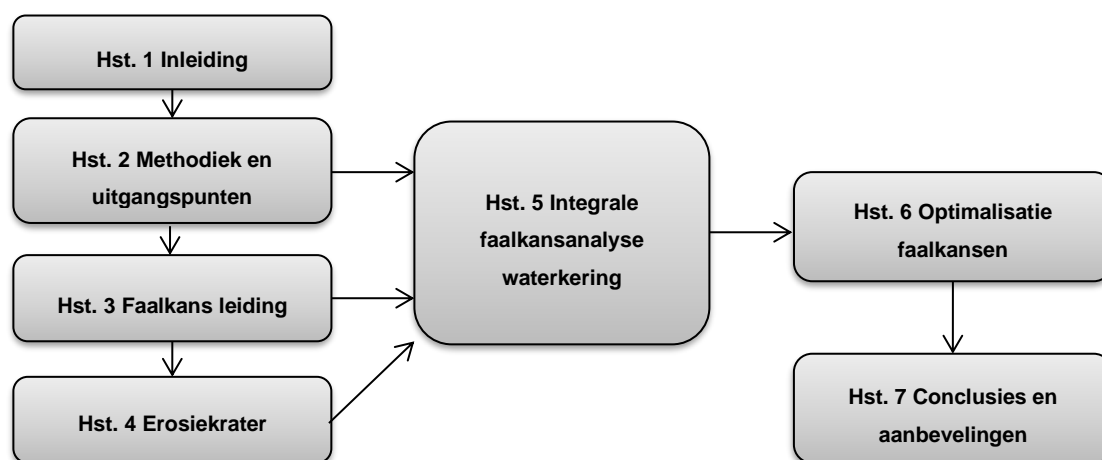 Hst. 1 Inleiding
Hst. 2 Methodiek en
uitgangspunten
Hst. 3 Faalkans leiding
Hst. 4 Erosiekrater
Hst. 5 Integrale
faalkansanalyse
waterkering
Hst. 6 Optimalisatie
faalkansen
Hst. 7 Conclusies en
aanbevelingen